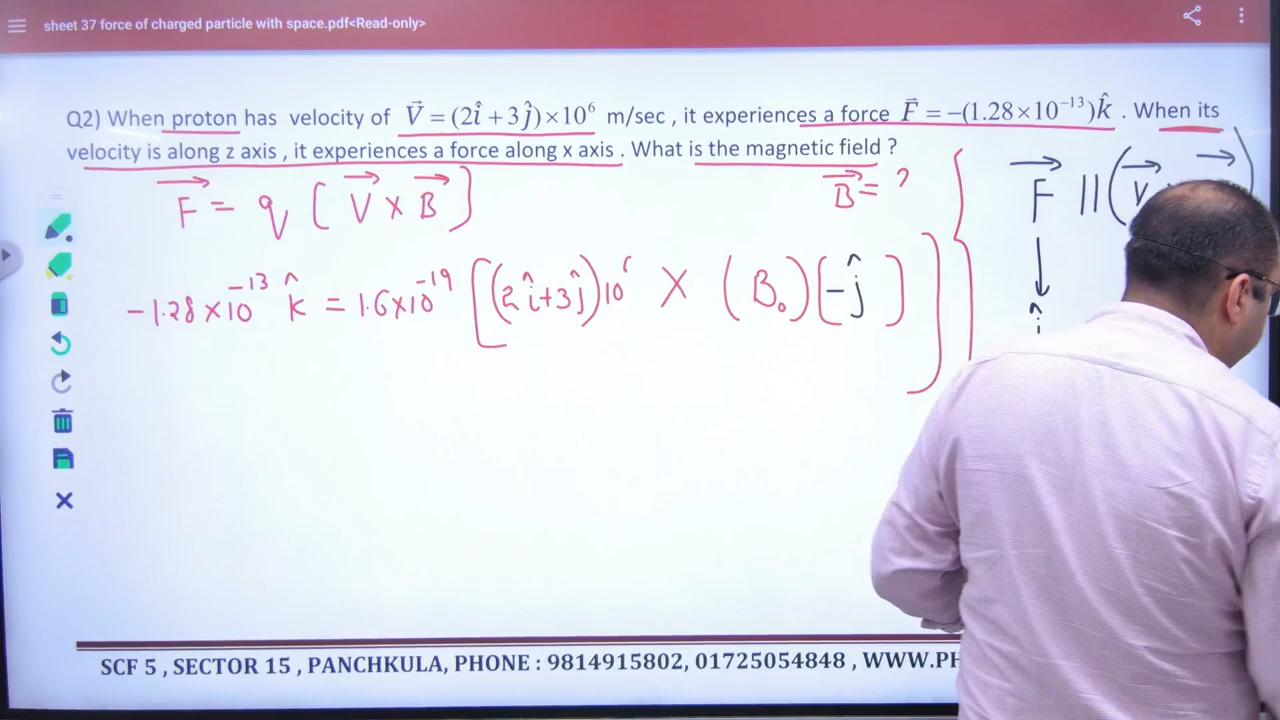 sheet 37 force of charged particle with space.pdf<Read-only>
Q2) When proton has velocity of V⃗ = (2î + 3ĵ)×10⁶ m/sec , it experiences a force F⃗ = −(1.28×10⁻¹³)k̂ . When its
velocity is along z axis , it experiences a force along x axis . What is the magnetic field ?
F⃗ = q [ V⃗ × B⃗ ]
B⃗ = ?
F⃗ || ( V⃗
î
−1.28 × 10⁻¹³ k̂ = 1.6×10⁻¹⁹ [ (2î+3ĵ)10⁶ × (B₀)(−ĵ) ]
SCF 5 , SECTOR 15 , PANCHKULA, PHONE : 9814915802, 01725054848 , WWW.PH